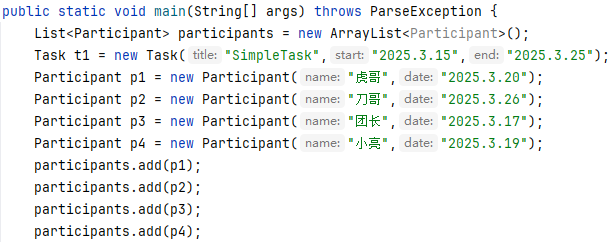 public static void main(String[] args) throws ParseException {
List<Participant> participants = new ArrayList<Participant>();
Task t1 = new Task( title: "SimpleTask", start: "2025.3.15", end: "2025.3.25");
Participant p1 = new Participant( name: "虎哥", date: "2025.3.20");
Participant p2 = new Participant( name: "刀哥", date: "2025.3.26");
Participant p3 = new Participant( name: "团长", date: "2025.3.17");
Participant p4 = new Participant( name: "小亮", date: "2025.3.19");
participants.add(p1);
participants.add(p2);
participants.add(p3);
participants.add(p4);